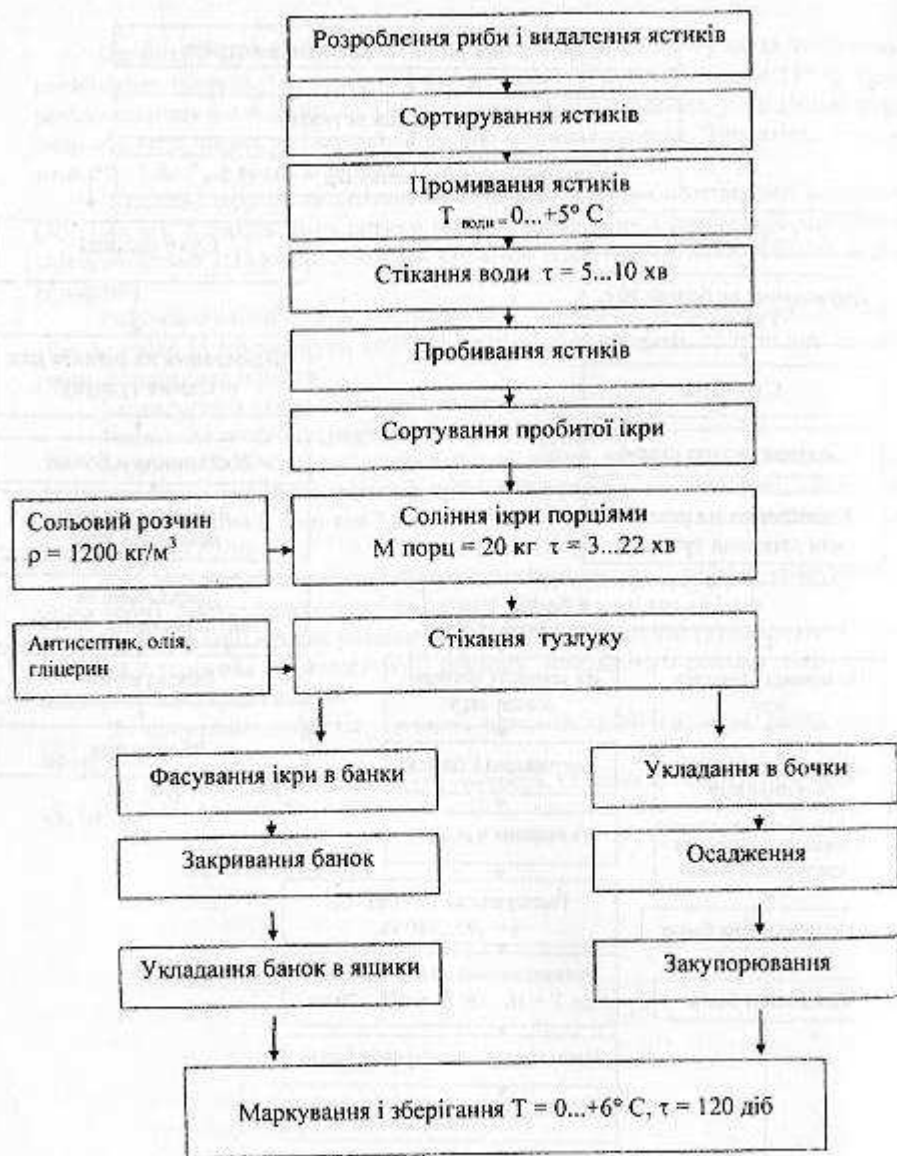 Розроблення риби і видалення ястиків
Сортирування ястиків
Промивання ястиків
Т води = 0...+5° С
Стікання води τ = 5...10 хв
Пробивання ястиків
Сортування пробитої ікри
Сольовий розчин
ρ = 1200 кг/м³
Соління ікри порціями
М порц = 20 кг τ = 3...22 хв
Антисептик, олія,
гліцерин
Стікання тузлуку
Фасування ікри в банки
Укладання в бочки
Закривання банок
Осадження
Укладання банок в ящики
Закупорювання
Маркування і зберігання Т = 0...+6° С, τ = 120 діб